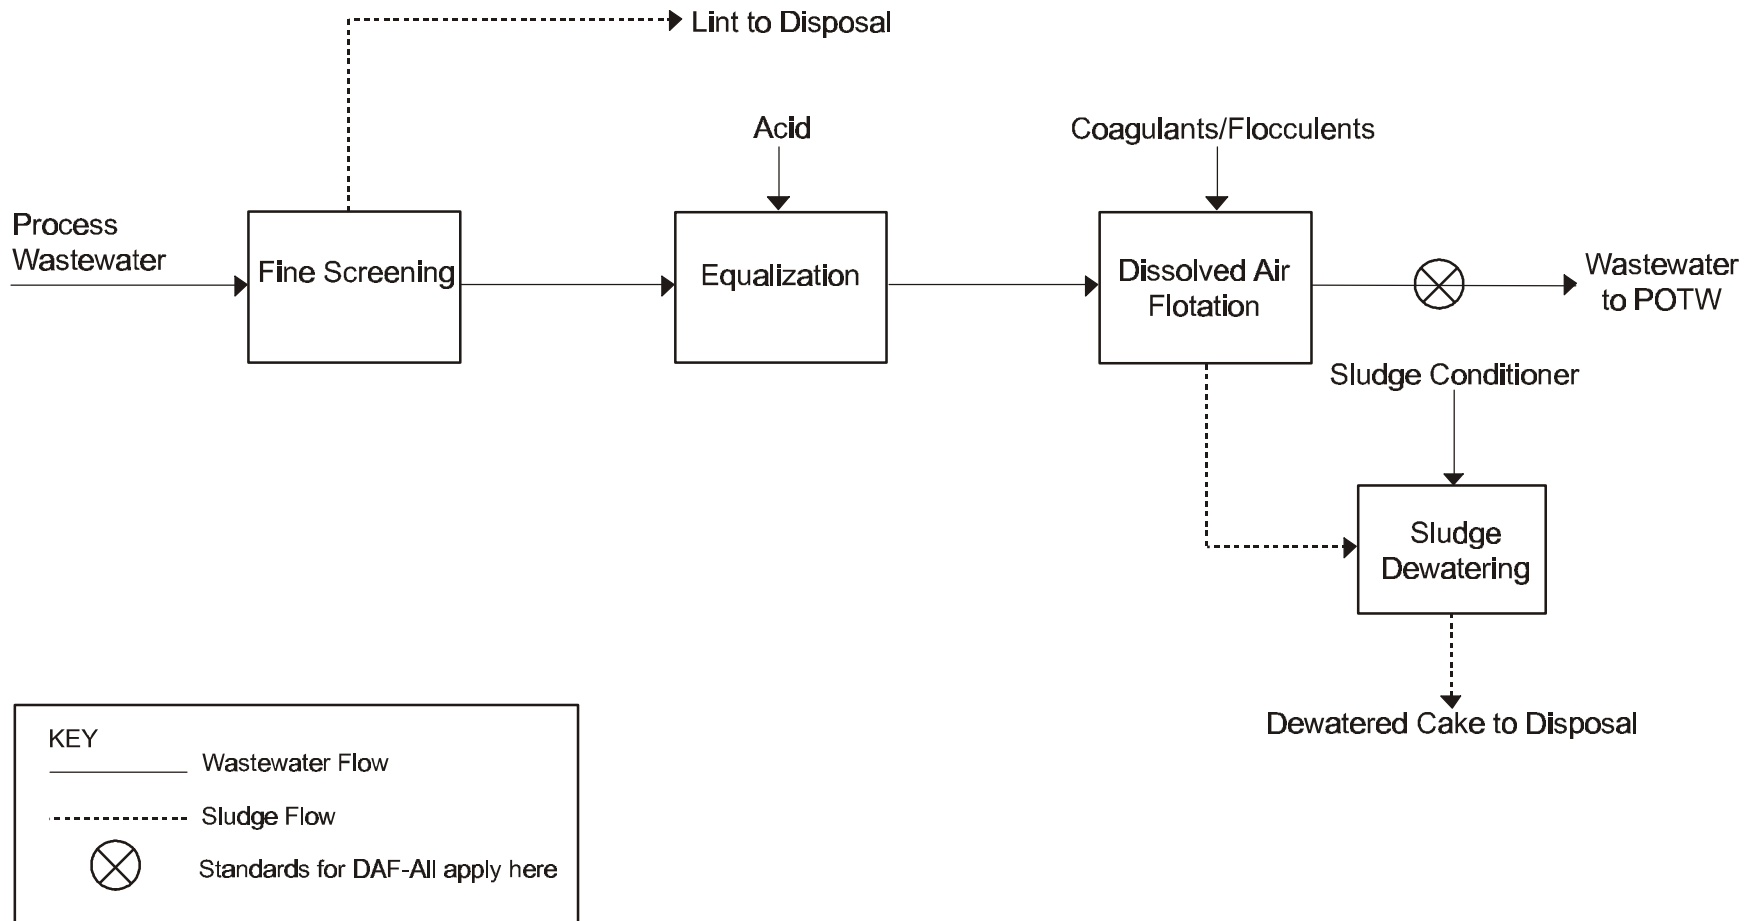 Lint to Disposal
Acid
Coagulants/Flocculents
Process
Wastewater
Fine Screening
Equalization
Dissolved Air
Flotation
Wastewater
to POTW
Sludge Conditioner
Sludge
Dewatering
Dewatered Cake to Disposal
KEY
Wastewater Flow
Sludge Flow
Standards for DAF-All apply here